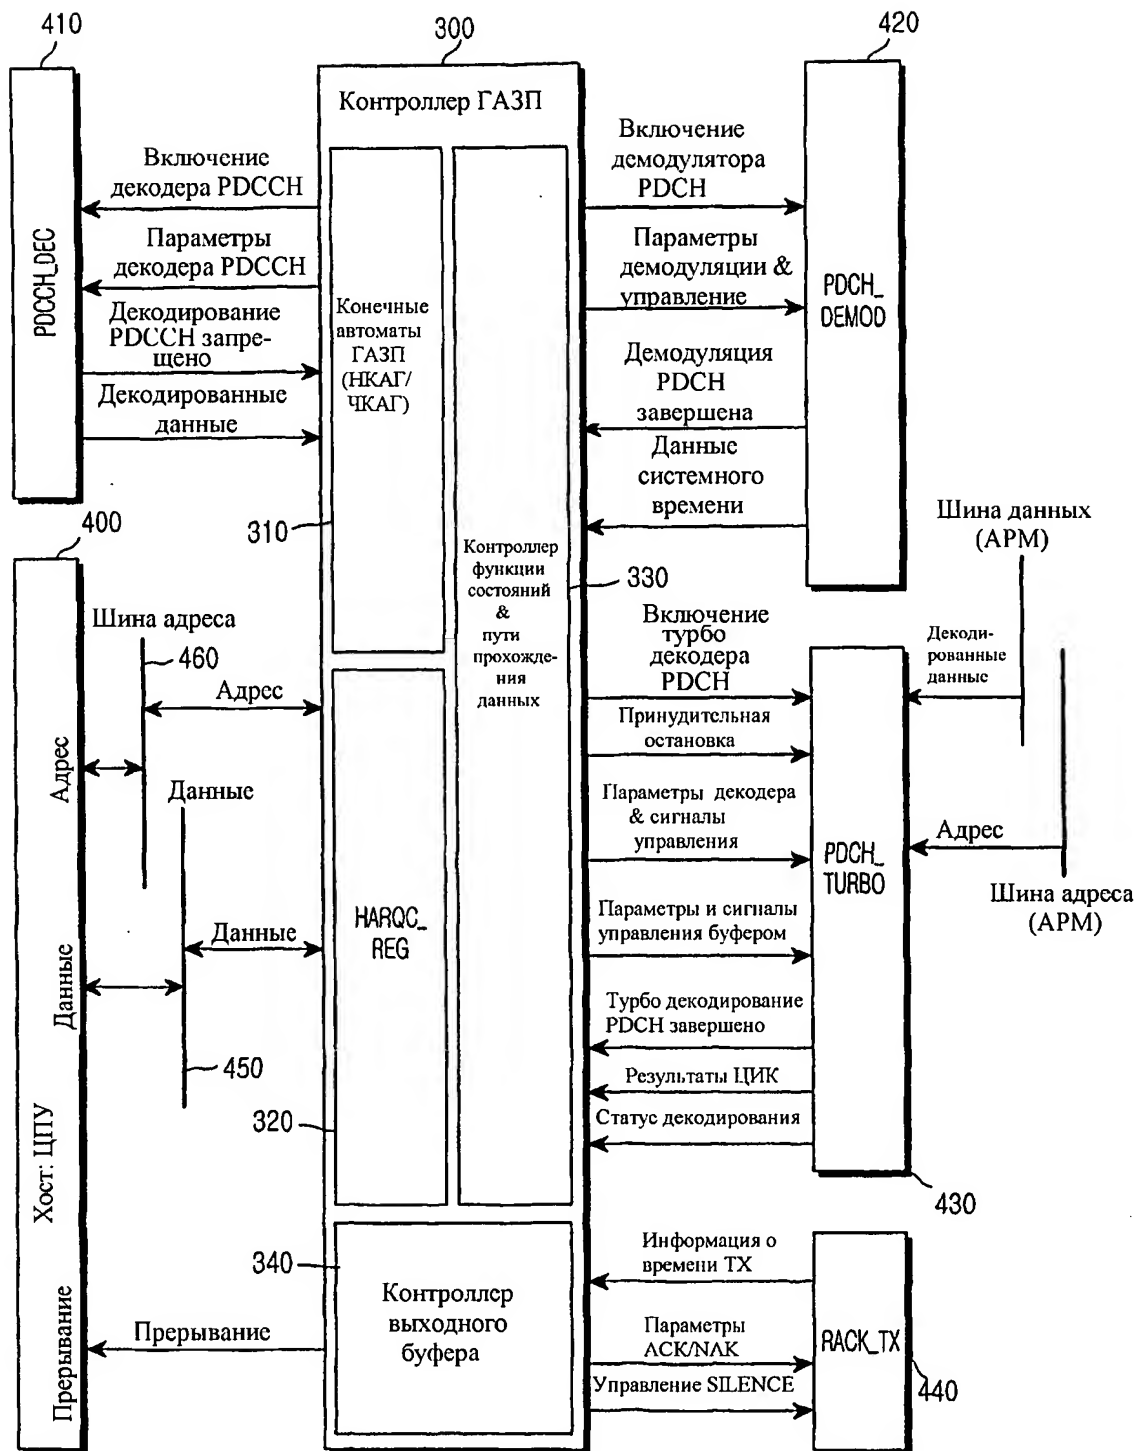 410
300
420
Контроллер ГАЗП
Включение
декодера PDCCH
Параметры
декодера PDCCH
Декодирование
PDCCH запре-
щено
Декодированные
данные
PDCCH_DEC
Конечные
автоматы
ГАЗП
(НКАГ/
ЧКАГ)
310
Включение
демодулятора
PDCH
Параметры
демодуляции &
управление
Демодуляция
PDCH
завершена
Данные
системного
времени
PDCH_
DEMOD
400
Шина адреса
460
Адрес
Адрес
Данные
Данные
Данные
450
Хост: ЦПУ
Прерывание
Прерывание
HARQC_
REG
320
Контроллер
функции
состояний
&
пути
прохожде-
ния
данных
330
340
Контроллер
выходного
буфера
Шина данных
(АРМ)
Включение
турбо
декодера
PDCH
Декоди-
рованные
данные
Принудительная
остановка
Параметры декодера
& сигналы
управления
Адрес
PDCH_
TURBO
Шина адреса
(АРМ)
Параметры и сигналы
управления буфером
Турбо декодирование
PDCH завершено
Результаты ЦИК
Статус декодирования
430
Информация о
времени TX
Параметры
ACK/NAK
Управление SILENCE
RACK_TX
440